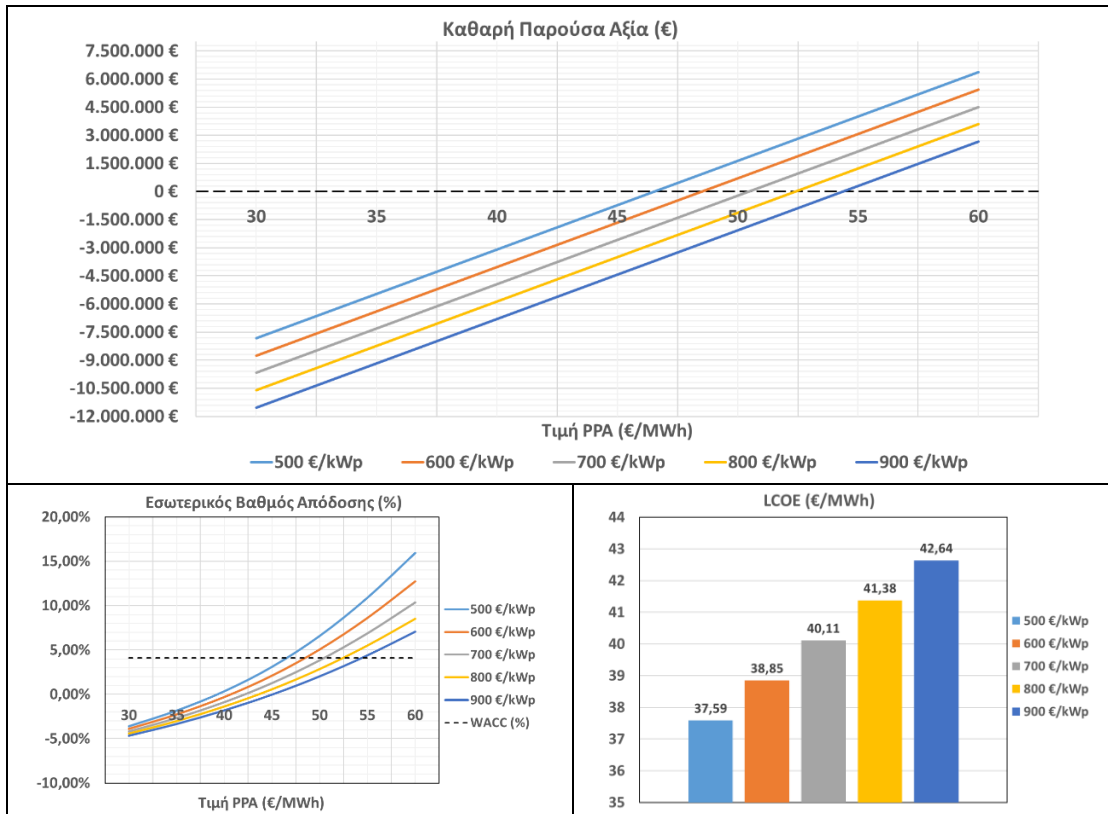 Καθαρή Παρούσα Αξία (€)
7.500.000 €
6.000.000 €
4.500.000 €
3.000.000 €
1.500.000 €
0 €
-1.500.000 €
-3.000.000 €
-4.500.000 €
-6.000.000 €
-7.500.000 €
-9.000.000 €
-10.500.000 €
-12.000.000 €
30 35 40 45 50 55 60
Τιμή PPA (€/MWh)
500 €/kWp 600 €/kWp 700 €/kWp 800 €/kWp 900 €/kWp
Εσωτερικός Βαθμός Απόδοσης (%)
20,00%
15,00%
10,00%
5,00%
0,00%
-5,00%
-10,00%
30 35 40 45 50 55 60
Τιμή PPA (€/MWh)
500 €/kWp
600 €/kWp
700 €/kWp
800 €/kWp
900 €/kWp
WACC (%)
LCOE (€/MWh)
44
43
42
41
40
39
38
37
36
35
37,59
38,85
40,11
41,38
42,64
500 €/kWp
600 €/kWp
700 €/kWp
800 €/kWp
900 €/kWp